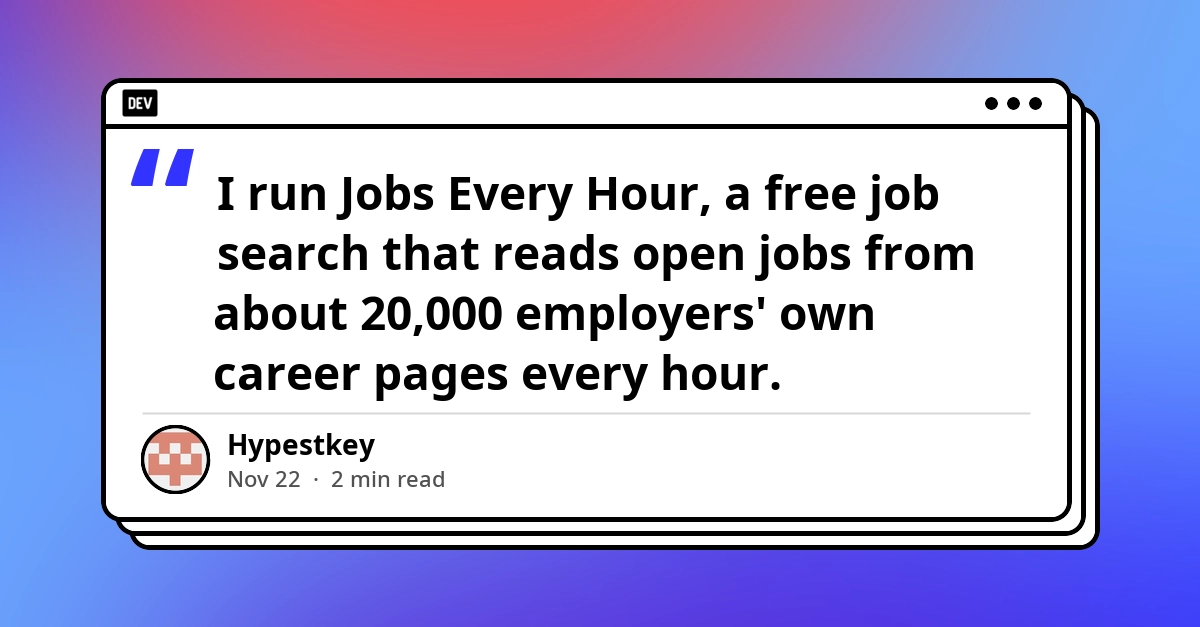 DEV
“ I run Jobs Every Hour, a free job
search that reads open jobs from
about 20,000 employers' own
career pages every hour.
Hypestkey
Nov 22 · 2 min read